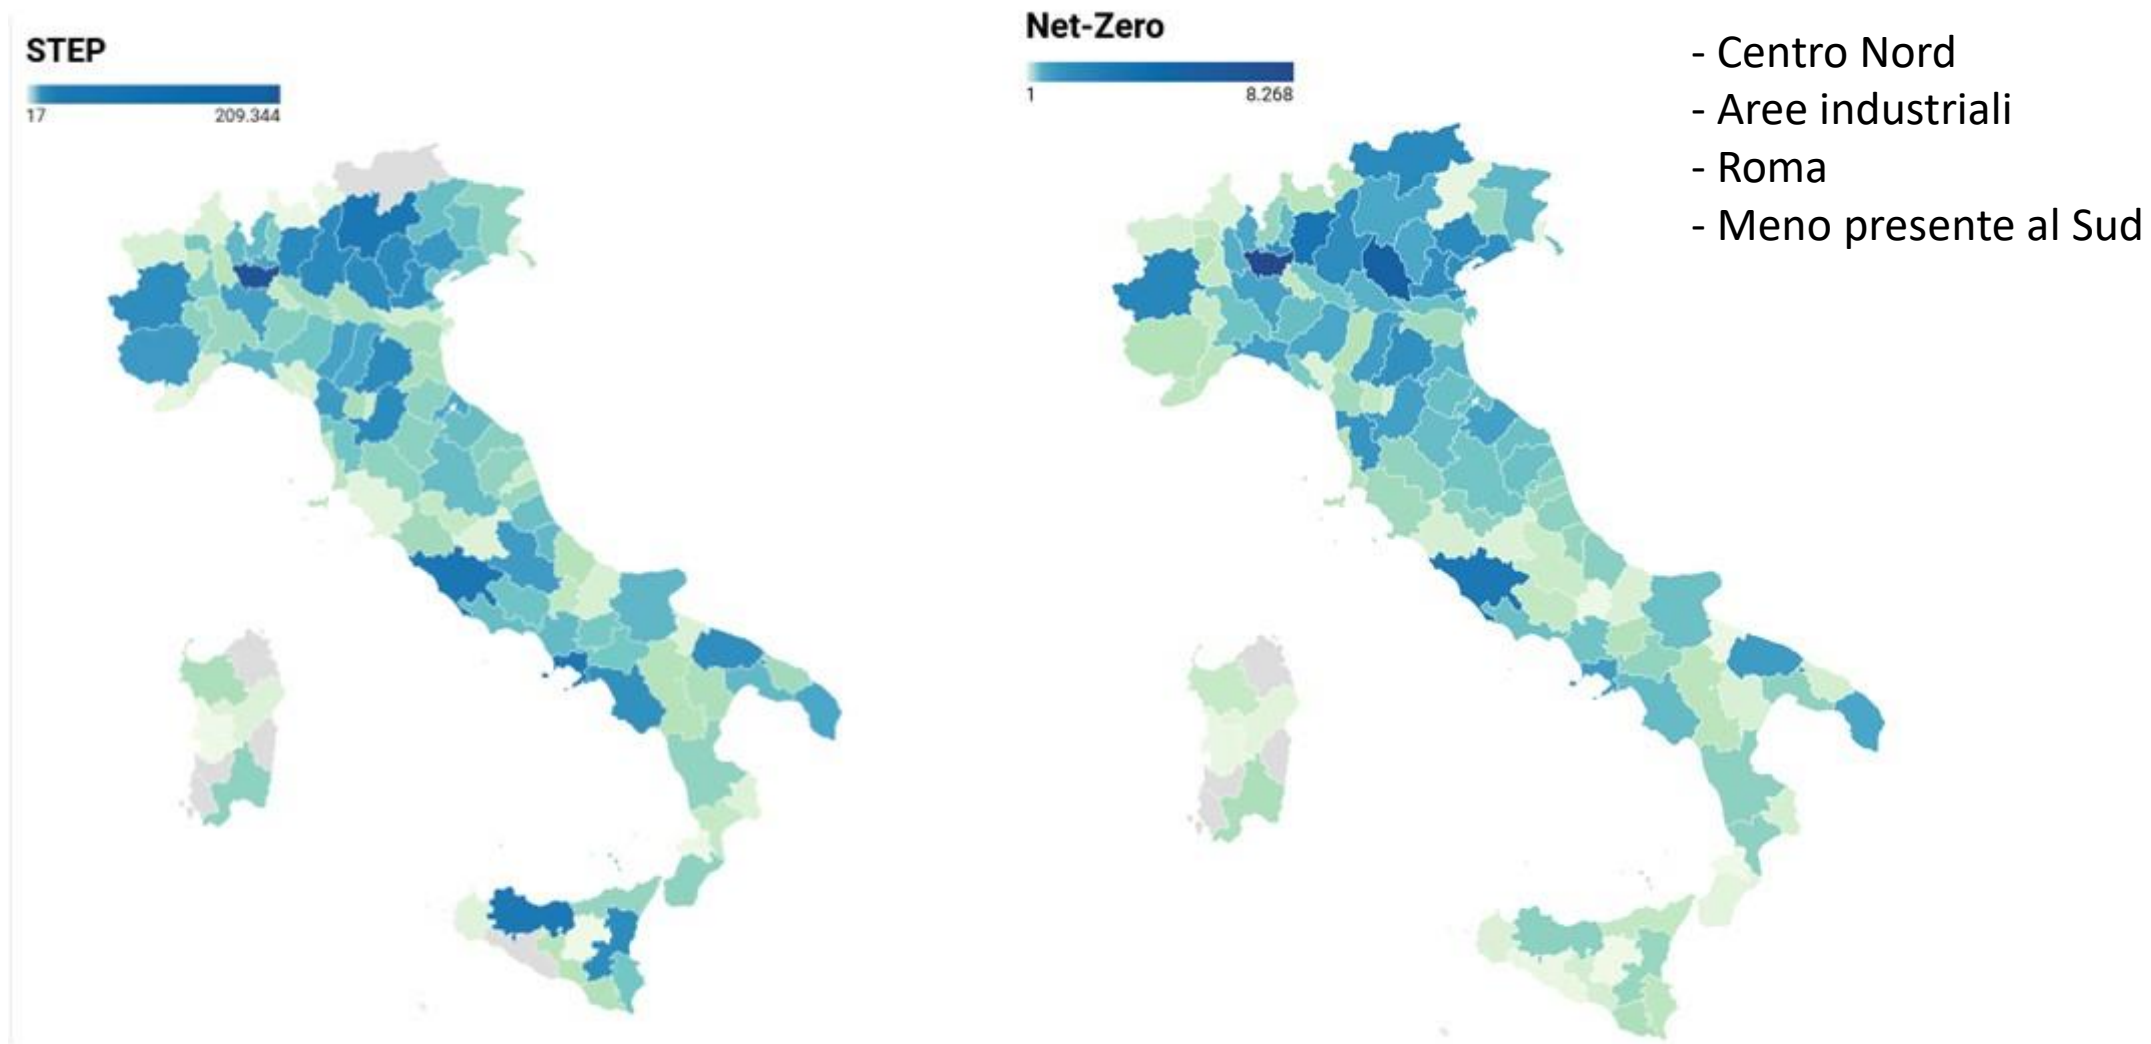 STEP
17 209.344
Net-Zero
1 8.268
- Centro Nord
- Aree industriali
- Roma
- Meno presente al Sud